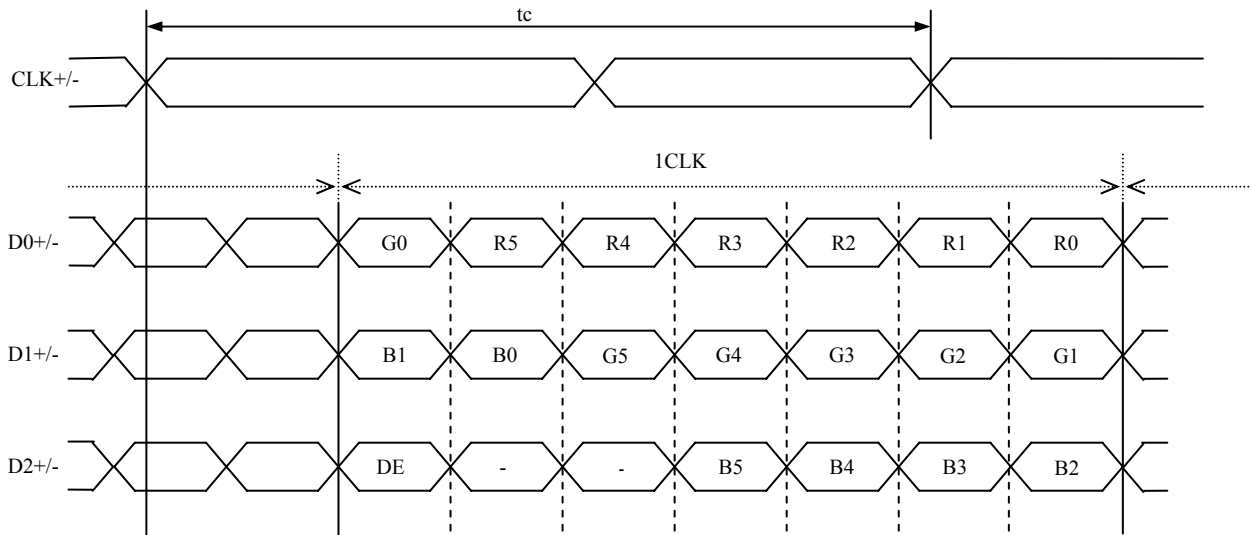 tc
CLK+/-
1CLK
D0+/- G0 R5 R4 R3 R2 R1 R0
D1+/- B1 B0 G5 G4 G3 G2 G1
D2+/- DE - - B5 B4 B3 B2